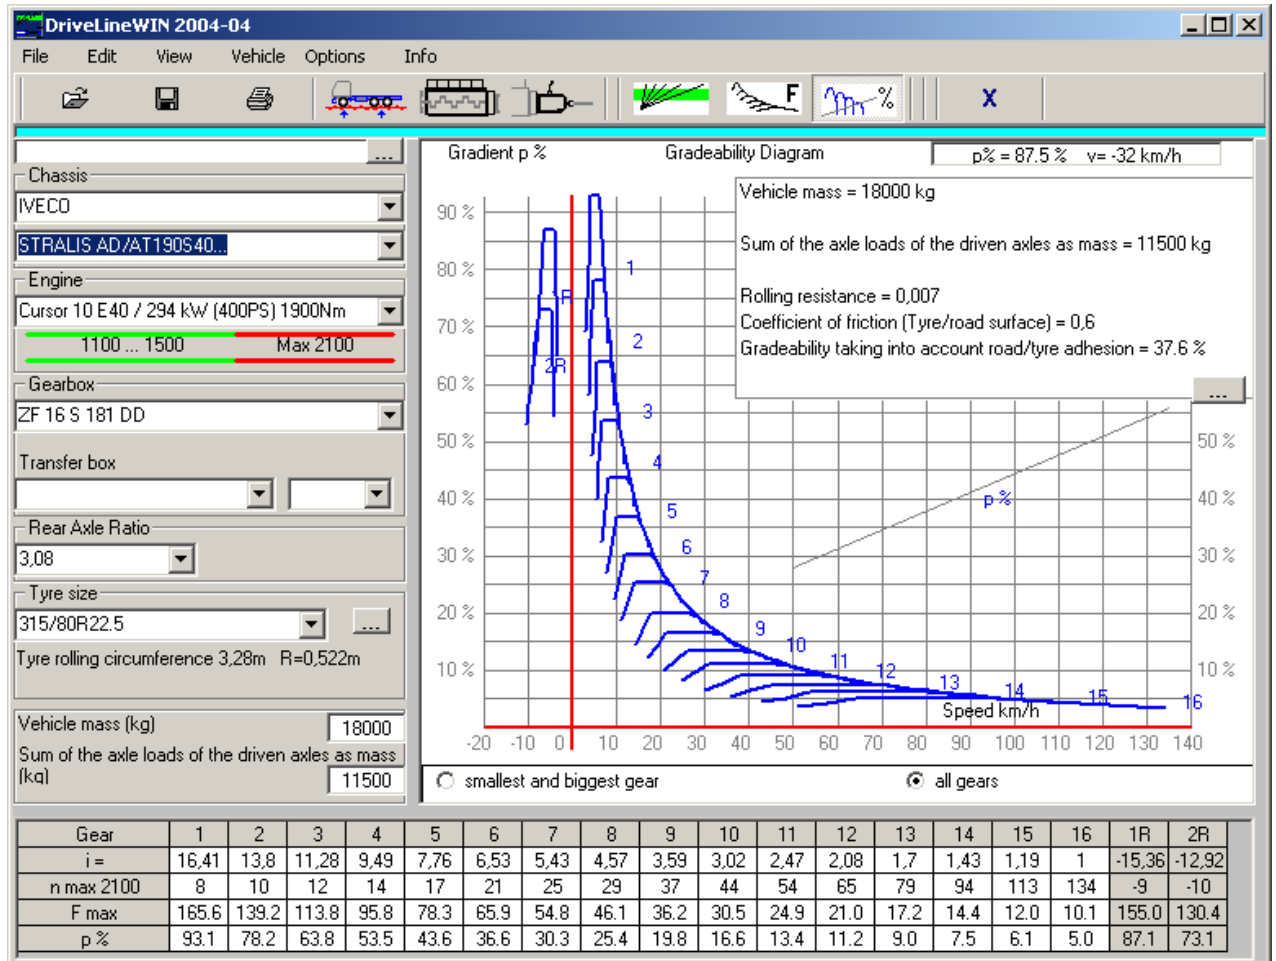 DriveLineWIN 2004-04
File Edit View Vehicle Options Info
F % X
...
Chassis
IVECO
STRALIS AD/AT190S40...
Engine
Cursor 10 E40 / 294 kW (400PS) 1900Nm
1100 ... 1500 Max 2100
Gearbox
ZF 16 S 181 DD
Transfer box
Rear Axle Ratio
3,08
Tyre size
315/80R22.5
...
Tyre rolling circumference 3,28m R=0,522m
Vehicle mass (kg)
18000
Sum of the axle loads of the driven axles as mass
(kg)
11500
Gradient p % Gradeability Diagram p% = 87.5 % v= -32 km/h
Vehicle mass = 18000 kg
Sum of the axle loads of the driven axles as mass = 11500 kg
Rolling resistance = 0,007
Coefficient of friction (Tyre/road surface) = 0,6
Gradeability taking into account road/tyre adhesion = 37.6 %
...
90 %
80 % 1
R
70 % 2
2R
60 %
3
50 % 50 %
4
40 % p % 40 %
5
6
30 % 30 %
7
8
20 % 20 %
9
10
11
10 % 12 10 %
13 14 15 16
Speed km/h
-20 -10 0 10 20 30 40 50 60 70 80 90 100 110 120 130 140
smallest and biggest gear all gears
Gear 1 2 3 4 5 6 7 8 9 10 11 12 13 14 15 16 1R 2R
i = 16,41 13,8 11,28 9,49 7,76 6,53 5,43 4,57 3,59 3,02 2,47 2,08 1,7 1,43 1,19 1 -15,36 -12,92
n max 2100 8 10 12 14 17 21 25 29 37 44 54 65 79 94 113 134 -9 -10
F max 165.6 139.2 113.8 95.8 78.3 65.9 54.8 46.1 36.2 30.5 24.9 21.0 17.2 14.4 12.0 10.1 155.0 130.4
p % 93.1 78.2 63.8 53.5 43.6 36.6 30.3 25.4 19.8 16.6 13.4 11.2 9.0 7.5 6.1 5.0 87.1 73.1